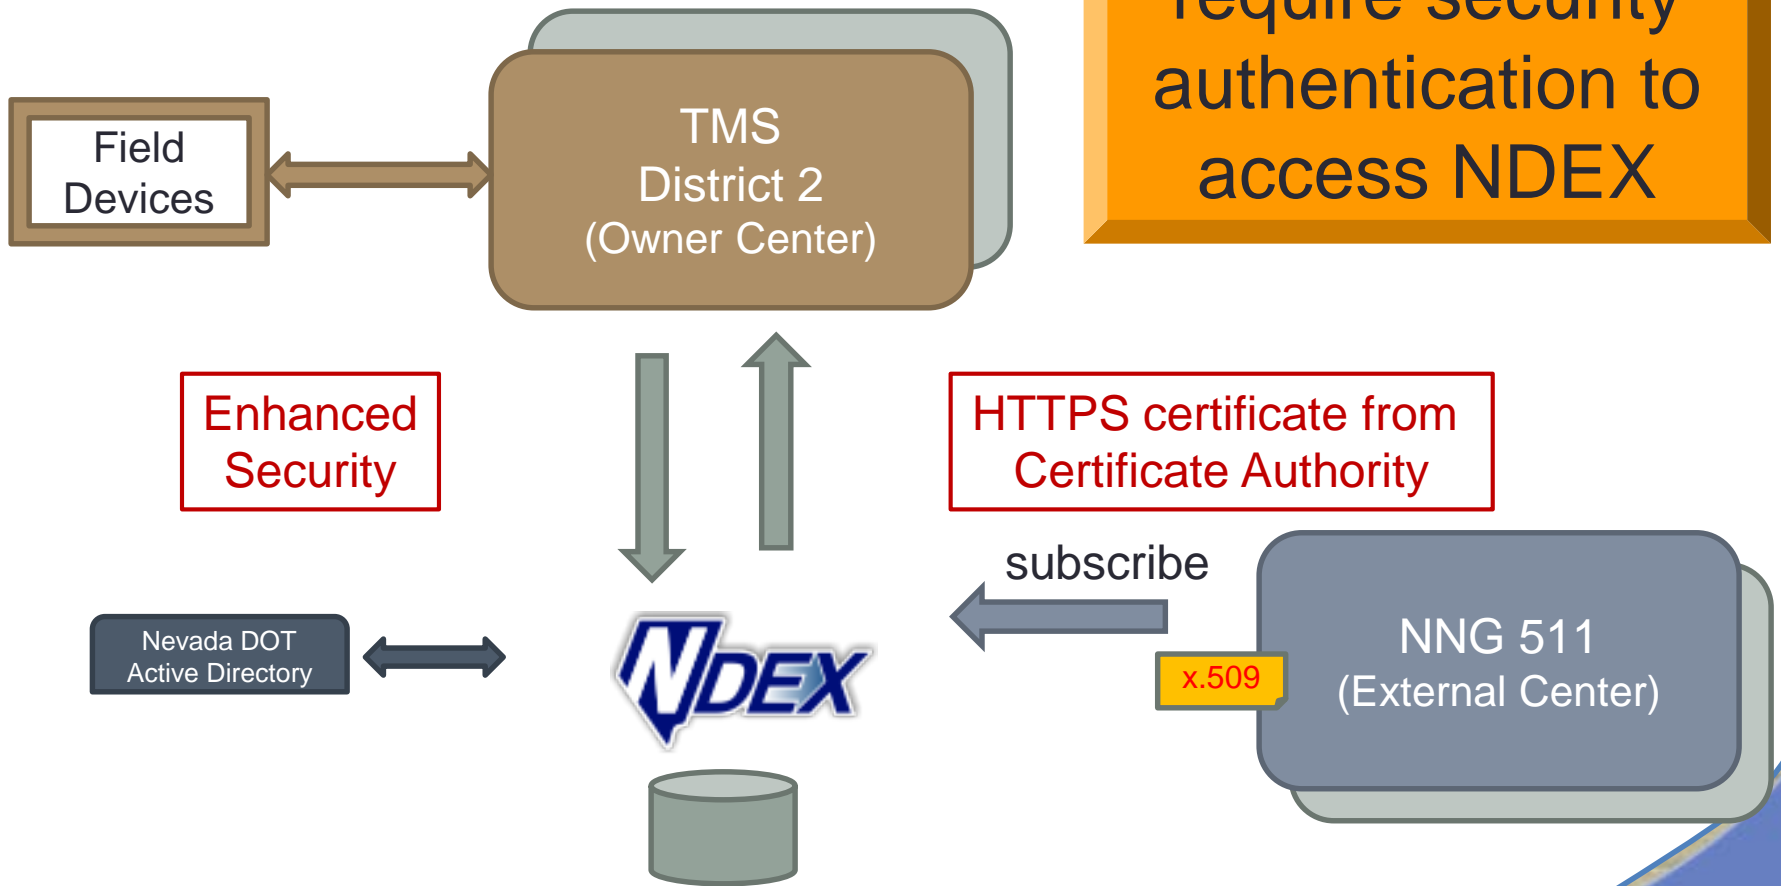 require security
authentication to
access NDEX
Field
Devices
TMS
District 2
(Owner Center)
Enhanced
Security
HTTPS certificate from
Certificate Authority
subscribe
Nevada DOT
Active Directory
NDEX
x.509
NNG 511
(External Center)